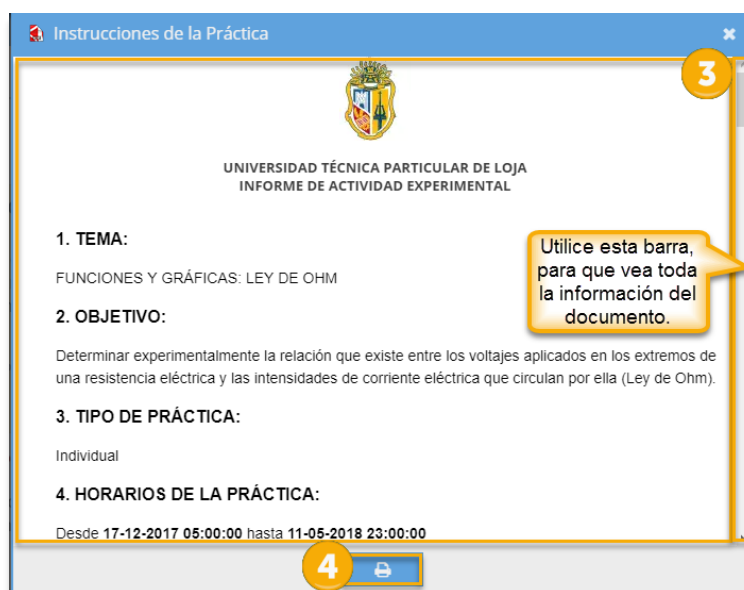 Instrucciones de la Práctica
3
UNIVERSIDAD TÉCNICA PARTICULAR DE LOJA
INFORME DE ACTIVIDAD EXPERIMENTAL
1. TEMA:
FUNCIONES Y GRÁFICAS: LEY DE OHM
Utilice esta barra,
para que vea toda
la información del
documento.
2. OBJETIVO:
Determinar experimentalmente la relación que existe entre los voltajes aplicados en los extremos de
una resistencia eléctrica y las intensidades de corriente eléctrica que circulan por ella (Ley de Ohm).
3. TIPO DE PRÁCTICA:
Individual
4. HORARIOS DE LA PRÁCTICA:
Desde 17-12-2017 05:00:00 hasta 11-05-2018 23:00:00
4